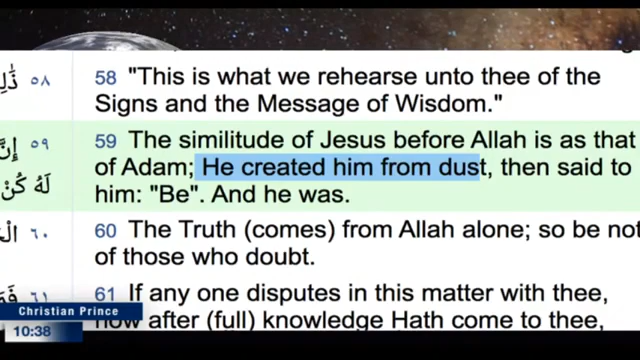 58 "This is what we rehearse unto thee of the
Signs and the Message of Wisdom."
٥٨
59 The similitude of Jesus before Allah is as that
of Adam; He created him from dust, then said to
him: "Be". And he was.
٥٩ إِنَّ
لَهُ كُن
60 The Truth (comes) from Allah alone; so be not
of those who doubt.
٦٠
61 If any one disputes in this matter with thee,
now after (full) knowledge Hath come to thee,
٦١
Christian Prince
10:38